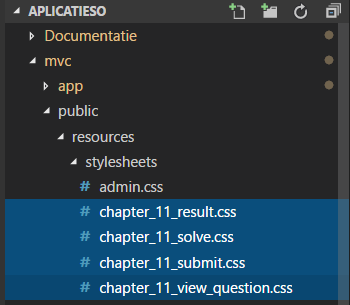 APLICATIESO
Documentatie
mvc
app
public
resources
stylesheets
# admin.css
# chapter_11_result.css
# chapter_11_solve.css
# chapter_11_submit.css
# chapter_11_view_question.css